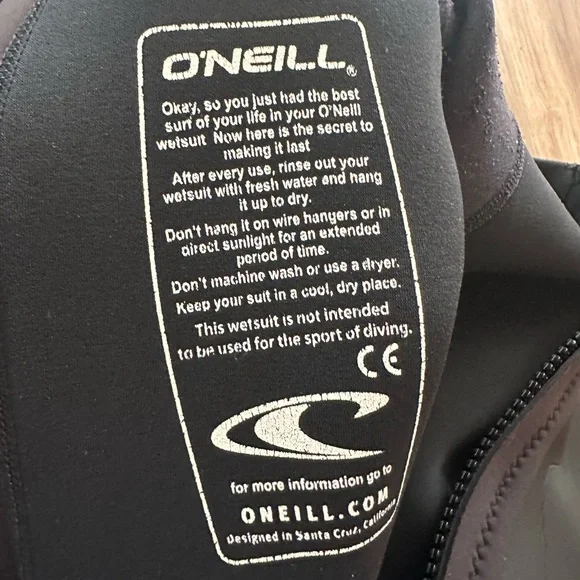 O'NEILL®
Okay, so you just had the best
surf of your life in your O'Neill
wetsuit. Now here is the secret to
making it last
After every use, rinse out your
wetsuit with fresh water and hang
it up to dry.
Don't hang it on wire hangers or in
direct sunlight for an extended
period of time.
Don't machine wash or use a dryer.
Keep your suit in a cool, dry place.
This wetsuit is not intended
to be used for the sport of diving.
CE
for more information go to
ONEILL.COM
Designed in Santa Cruz, California